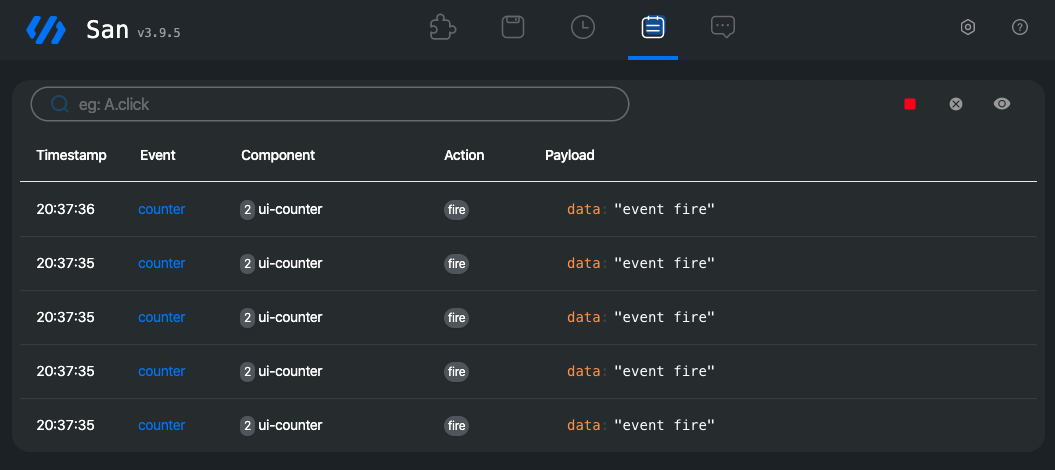 San v3.9.5
eg: A.click
Timestamp Event Component Action Payload
20:37:36 counter 2 ui-counter fire data: "event fire"
20:37:35 counter 2 ui-counter fire data: "event fire"
20:37:35 counter 2 ui-counter fire data: "event fire"
20:37:35 counter 2 ui-counter fire data: "event fire"
20:37:35 counter 2 ui-counter fire data: "event fire"